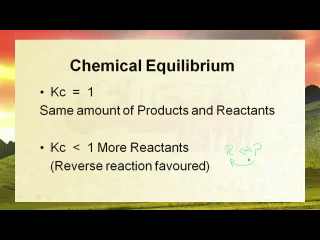 Chemical Equilibrium
• Kc = 1
Same amount of Products and Reactants
• Kc < 1 More Reactants
(Reverse reaction favoured)
R ⇔ P